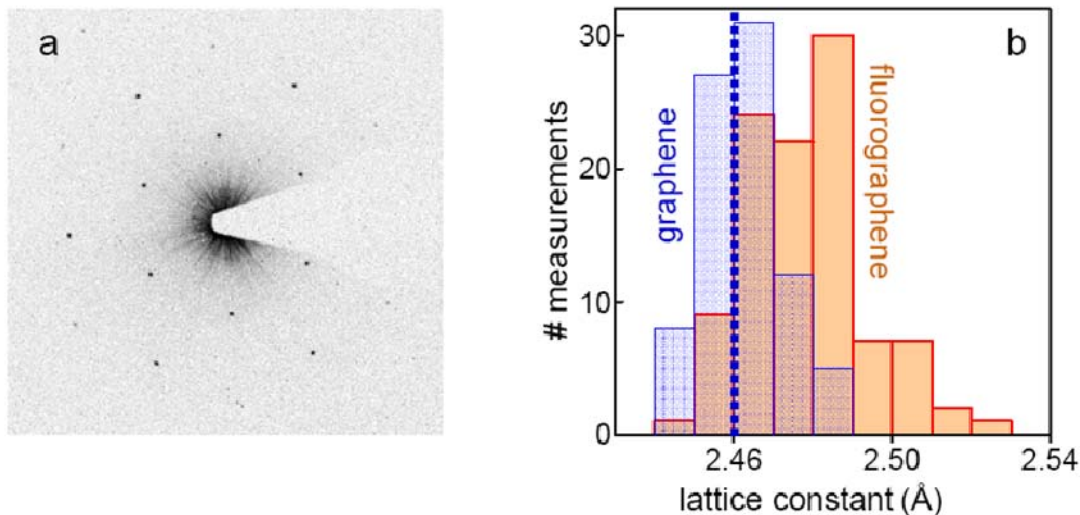 a
b
30
20
10
0
# measurements
graphene
fluorographene
2.46
2.50
2.54
lattice constant (Å)